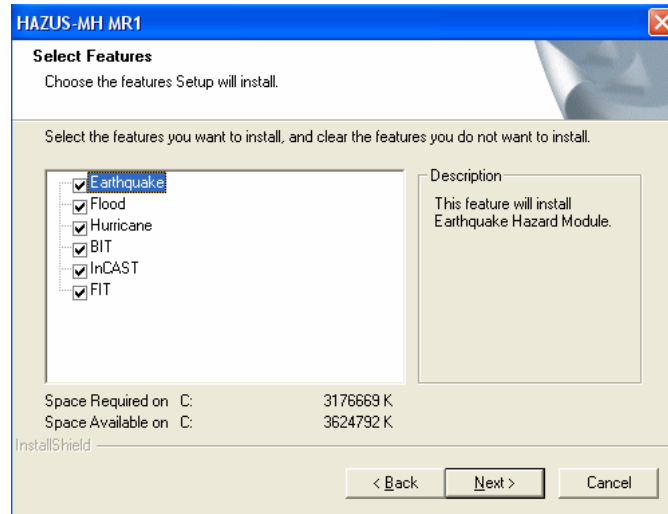 HAZUS-MH MR1
Select Features
Choose the features Setup will install.
Select the features you want to install, and clear the features you do not want to install.
Earthquake
Flood
Hurricane
BIT
InCAST
FIT
Description
This feature will install
Earthquake Hazard Module.
Space Required on C: 3176669 K
Space Available on C: 3624792 K
InstallShield
< Back Next > Cancel